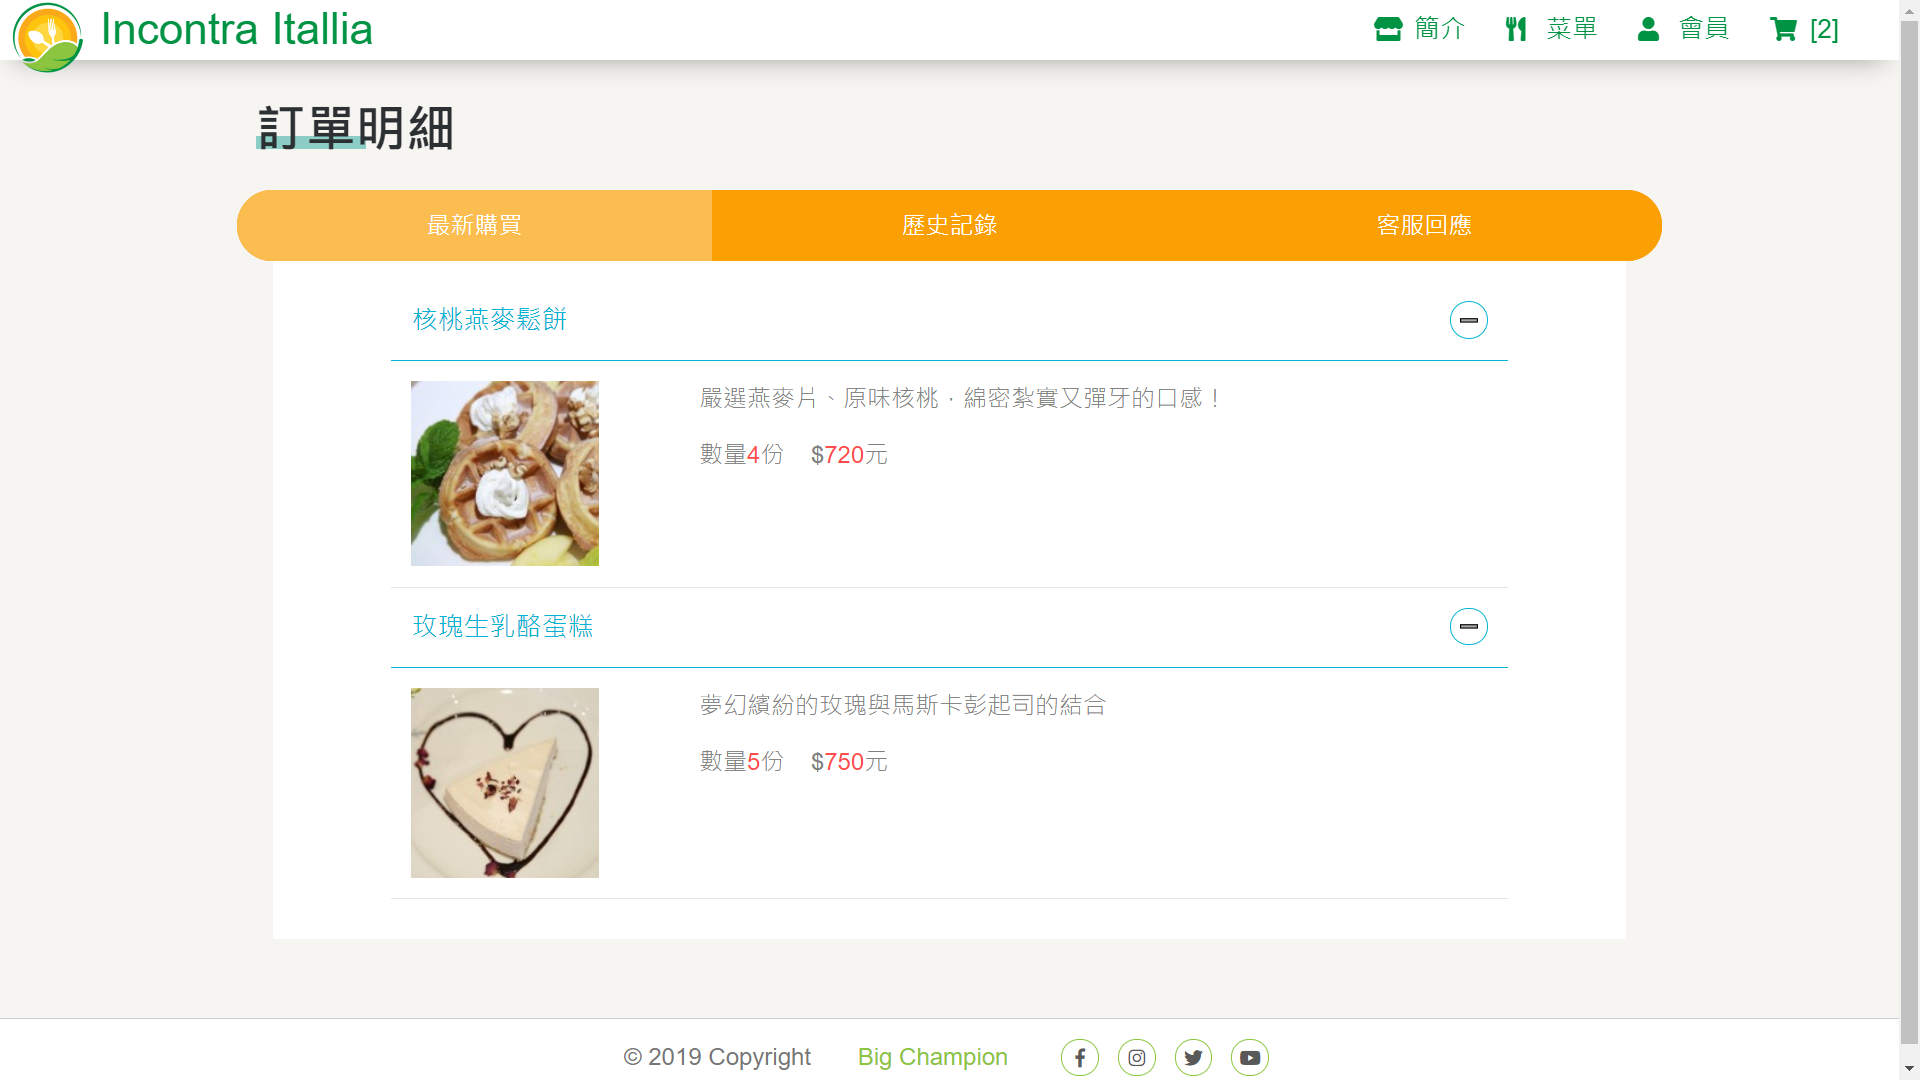 Incontra Itallia
簡介
菜單
會員
[2]
訂單明細
最新購買
歷史記錄
客服回應
核桃燕麥鬆餅
嚴選燕麥片、原味核桃，綿密紮實又彈牙的口感！
數量4份 $720元
玫瑰生乳酪蛋糕
夢幻繽紛的玫瑰與馬斯卡彭起司的結合
數量5份 $750元
© 2019 Copyright Big Champion